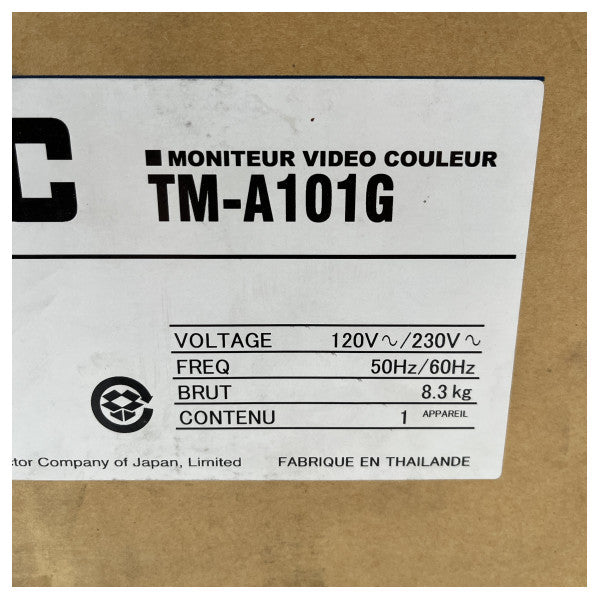 C
■ MONITEUR VIDEO COULEUR
TM-A101G
VOLTAGE 120V～/230V～
FREQ 50Hz/60Hz
BRUT 8.3 kg
CONTENU 1 APPAREIL
ctor Company of Japan, Limited FABRIQUE EN THAILANDE